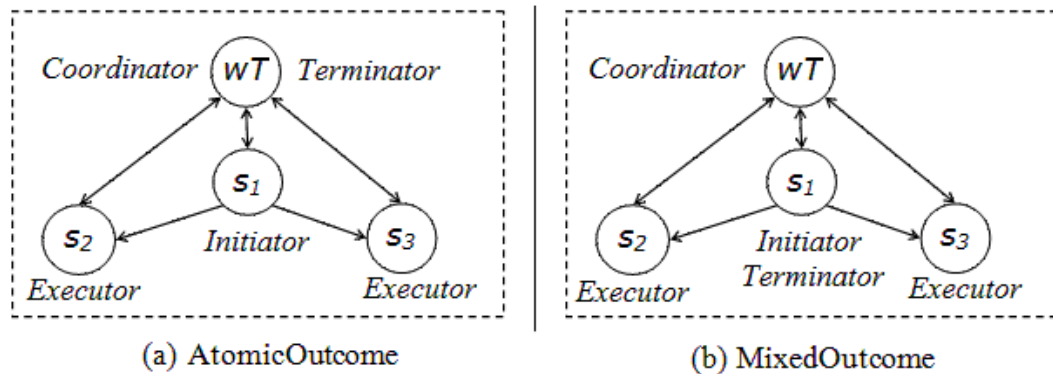 Coordinator wT Terminator
s1
s2 Initiator s3
Executor Executor
(a) AtomicOutcome
Coordinator wT
s1
s2 Initiator s3
Terminator
Executor Executor
(b) MixedOutcome